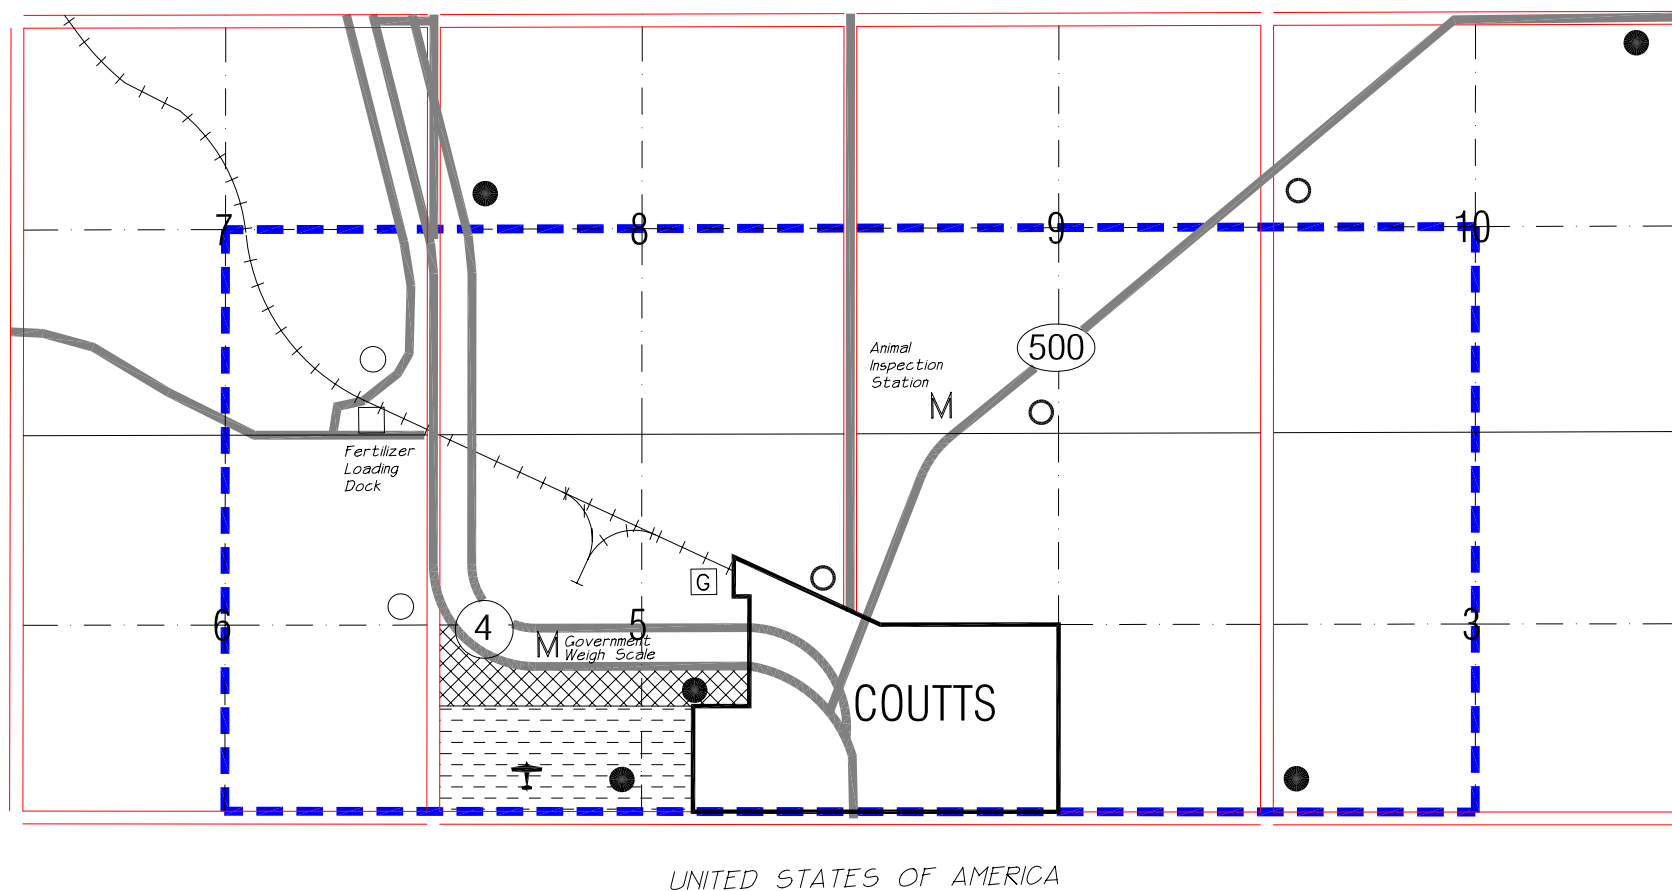 7
8
9
10
500
Animal
Inspection
Station
M
Fertilizer
Loading
Dock
G
6
4
5
3
M
Government
Weigh Scale
COUTTS
UNITED STATES OF AMERICA